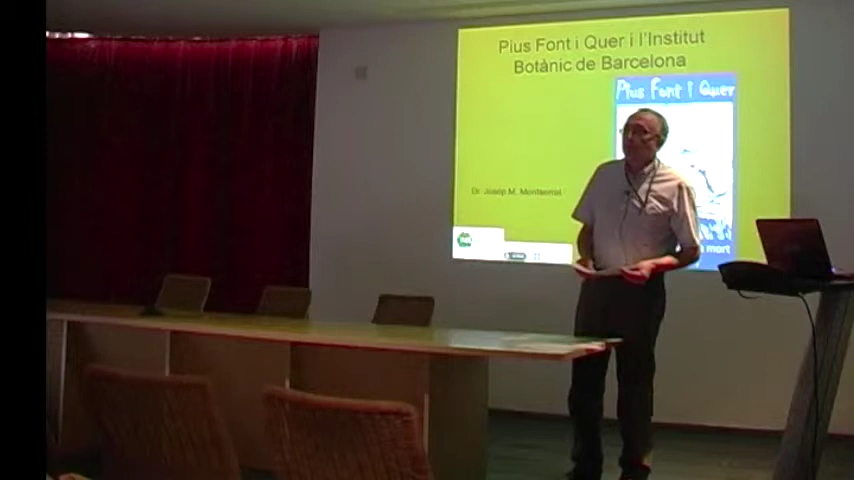 Pius Font i Quer i l'Institut
Botànic de Barcelona
Pius Font i Quer
Dr. Josep M. Montserrat
mort